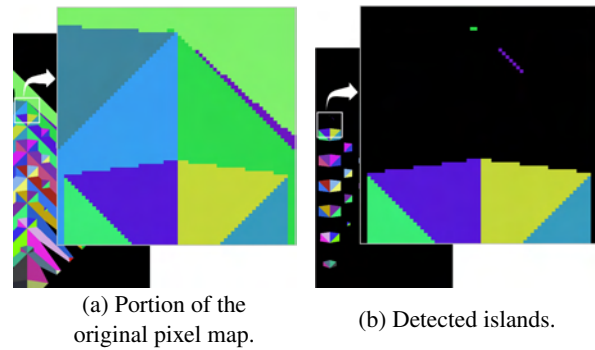 (a) Portion of the
original pixel map.
(b) Detected islands.